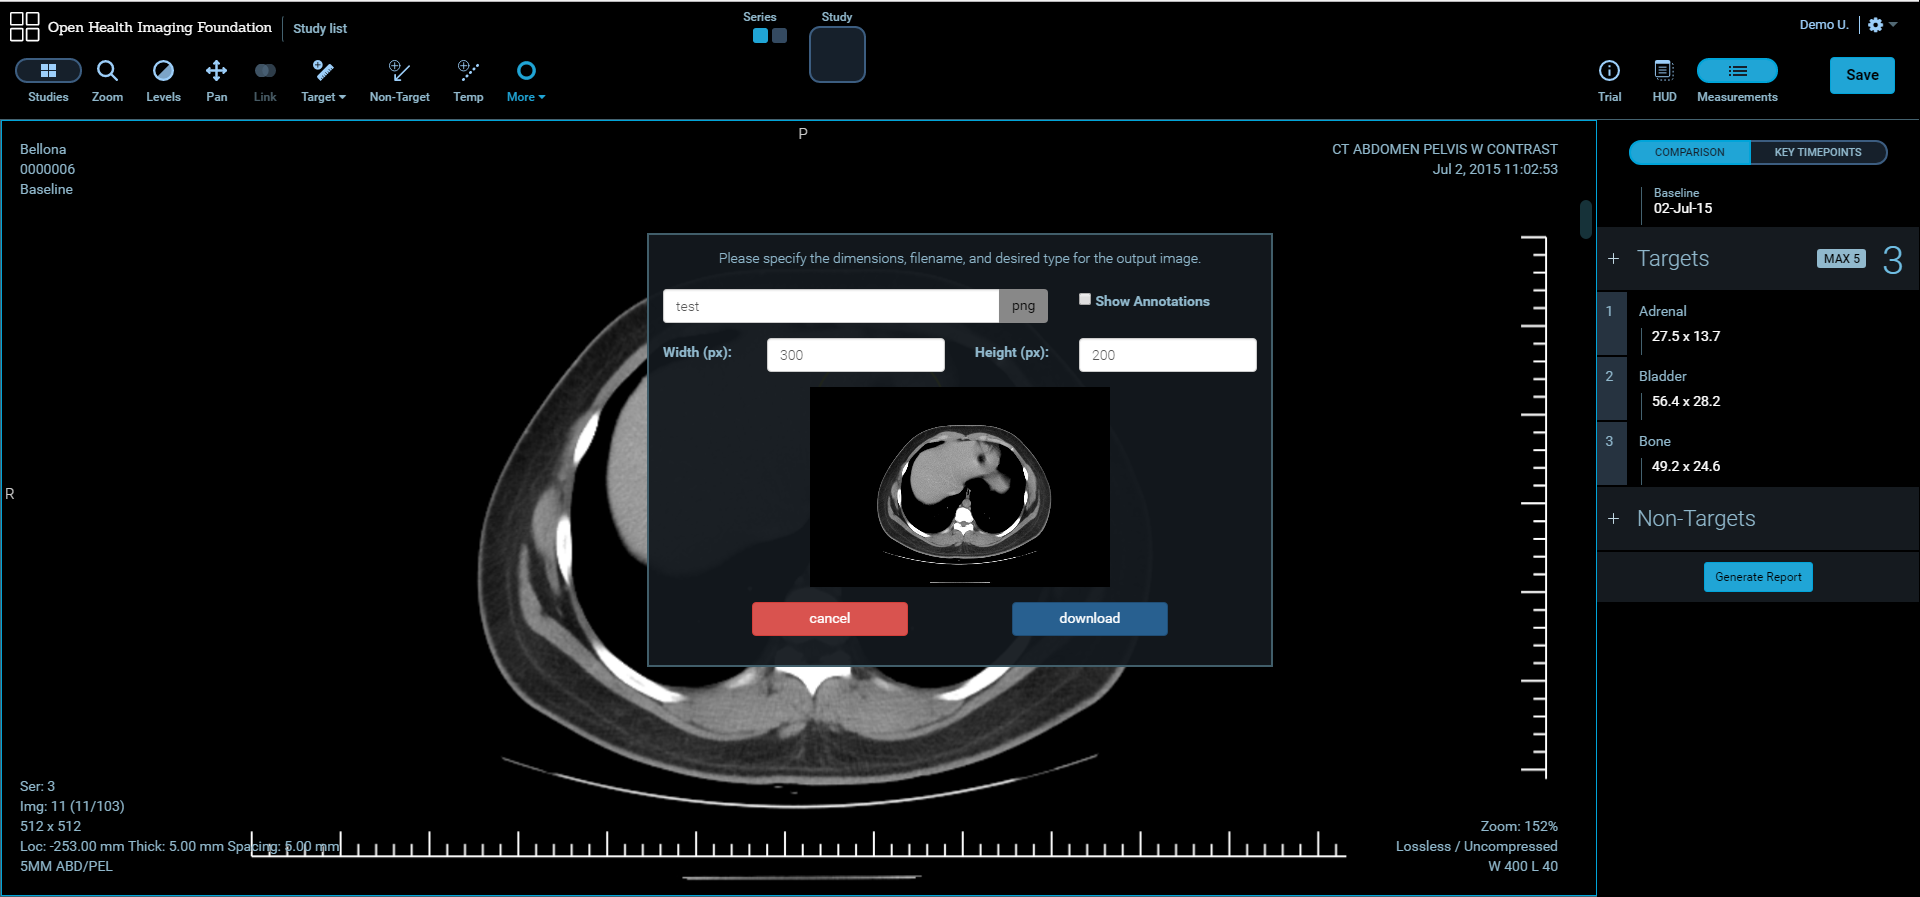 Open Health Imaging Foundation
Study list
Series
Study
Demo U.
Studies
Zoom
Levels
Pan
Link
Target
Non-Target
Temp
More
Trial
HUD
Measurements
Save
P
Bellona
0000006
Baseline
CT ABDOMEN PELVIS W CONTRAST
Jul 2, 2015 11:02:53
R
Please specify the dimensions, filename, and desired type for the output image.
test
png
Show Annotations
Width (px):
300
Height (px):
200
cancel
download
Ser: 3
Img: 11 (11/103)
512 x 512
Loc: -253.00 mm Thick: 5.00 mm Spacing: 5.00 mm
5MM ABD/PEL
Zoom: 152%
Lossless / Uncompressed
W 400 L 40
COMPARISON
KEY TIMEPOINTS
Baseline
02-Jul-15
+ Targets
MAX 5
3
1 Adrenal
27.5 x 13.7
2 Bladder
56.4 x 28.2
3 Bone
49.2 x 24.6
+ Non-Targets
Generate Report